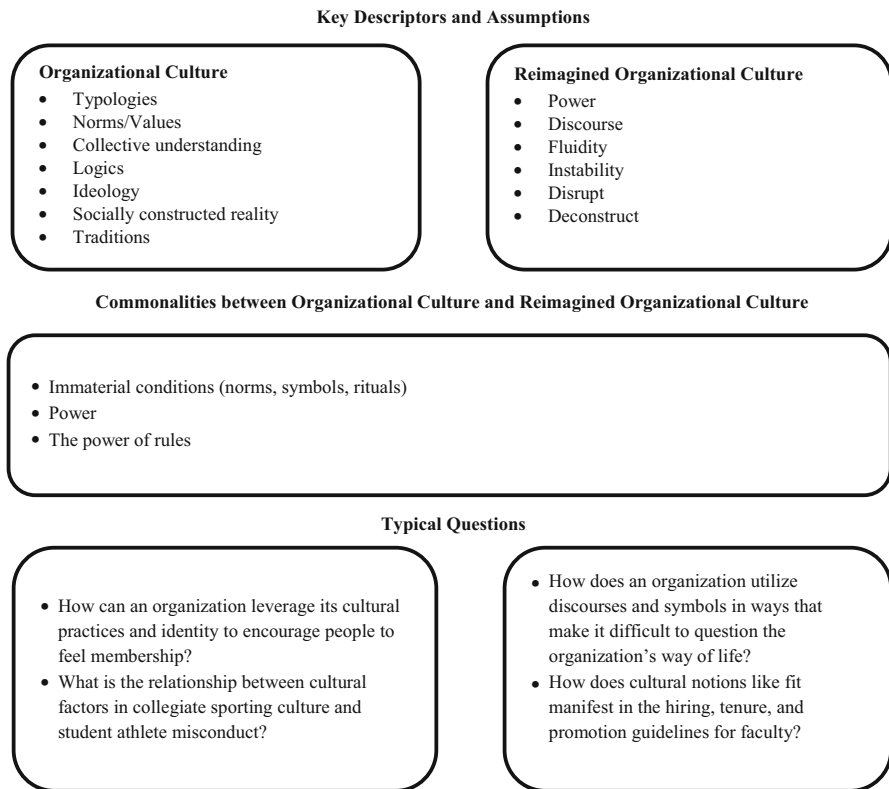 Key Descriptors and Assumptions
Organizational Culture
• Typologies
• Norms/Values
• Collective understanding
• Logics
• Ideology
• Socially constructed reality
• Traditions
Reimagined Organizational Culture
• Power
• Discourse
• Fluidity
• Instability
• Disrupt
• Deconstruct
Commonalities between Organizational Culture and Reimagined Organizational Culture
• Immaterial conditions (norms, symbols, rituals)
• Power
• The power of rules
Typical Questions
• How can an organization leverage its cultural
practices and identity to encourage people to
feel membership?
• What is the relationship between cultural
factors in collegiate sporting culture and
student athlete misconduct?
• How does an organization utilize
discourses and symbols in ways that
make it difficult to question the
organization’s way of life?
• How does cultural notions like fit
manifest in the hiring, tenure, and
promotion guidelines for faculty?